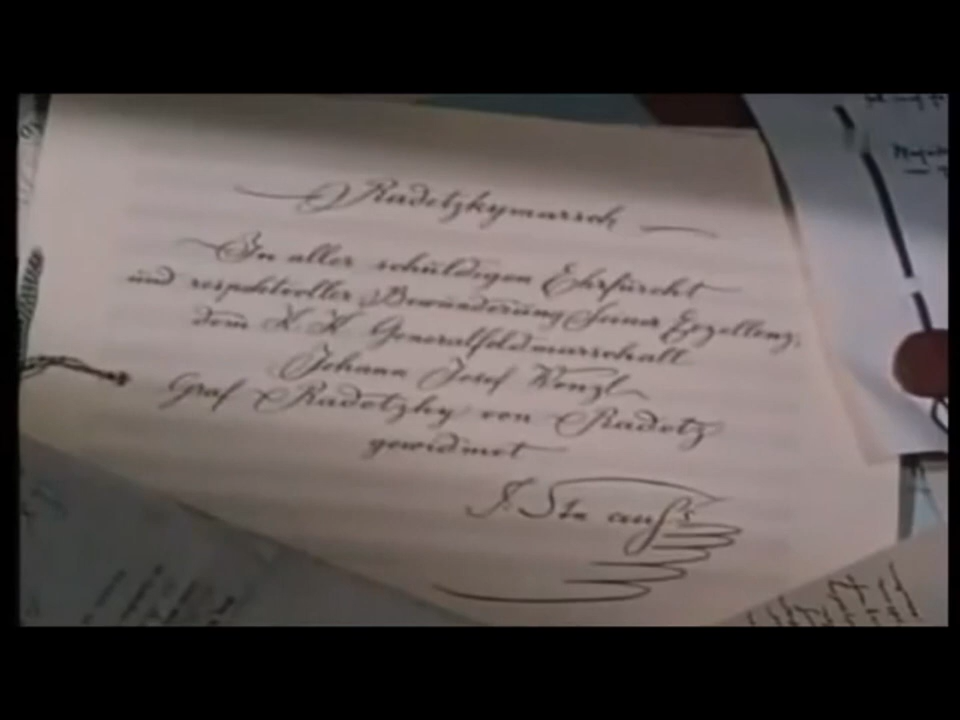 Radetzkymarsch
In aller schuldigen Ehrfurcht
und respektvoller Bewunderung Seiner Exzellenz,
dem K. K. Generalfeldmarschall
Johann Josef Wenzl
Graf Radetzky von Radetz
gewidmet
J. Strauß